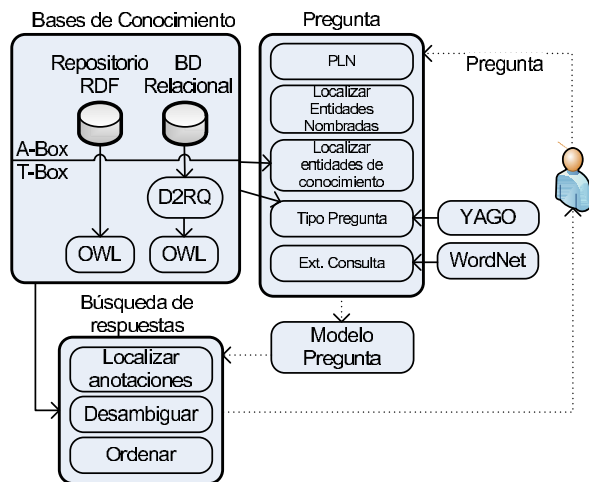 Bases de Conocimiento
Repositorio
RDF
BD
Relacional
A-Box
T-Box
D2RQ
OWL
OWL
Pregunta
PLN
Localizar
Entidades
Nombradas
Localizar
entidades de
conocimiento
Tipo Pregunta
Ext. Consulta
Pregunta
YAGO
WordNet
Modelo
Pregunta
Búsqueda de
respuestas
Localizar
anotaciones
Desambiguar
Ordenar